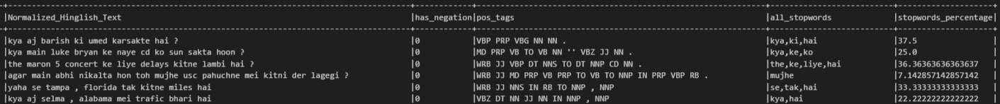 |Normalized_Hinglish_Text |has_negation|pos_tags |all_stopwords |stopwords_percentage|
|kya aj barish ki umed karsakte hai ? |0 |VBP PRP VBG NN NN . |kya,ki,hai |37.5 |
|kya main luke bryan ke naye cd ko sun sakta hoon ? |0 |MD PRP VB TO VB NN '' VBZ JJ NN . |kya,ke,ko |25.0 |
|the maron 5 concert ke liye delays kitne lambi hai ? |0 |WRB JJ VBP DT NNS TO DT NNP CD NN . |the,ke,liye,hai |36.36363636363637 |
|agar main abhi nikalta hon toh mujhe usc pahuchne mei kitni der lagegi ? |0 |WRB JJ MD PRP VB PRP TO VB TO NNP IN PRP VBP RB . |mujhe |7.142857142857142 |
|yaha se tampa , florida tak kitne miles hai |0 |WRB JJ NNS IN RB TO NNP , NNP |se,tak,hai |33.33333333333333 |
|kya aj selma , alabama mei trafic bhari hai |0 |VBZ DT NN JJ NN IN NNP , NNP |kya,hai |22.22222222222222 |